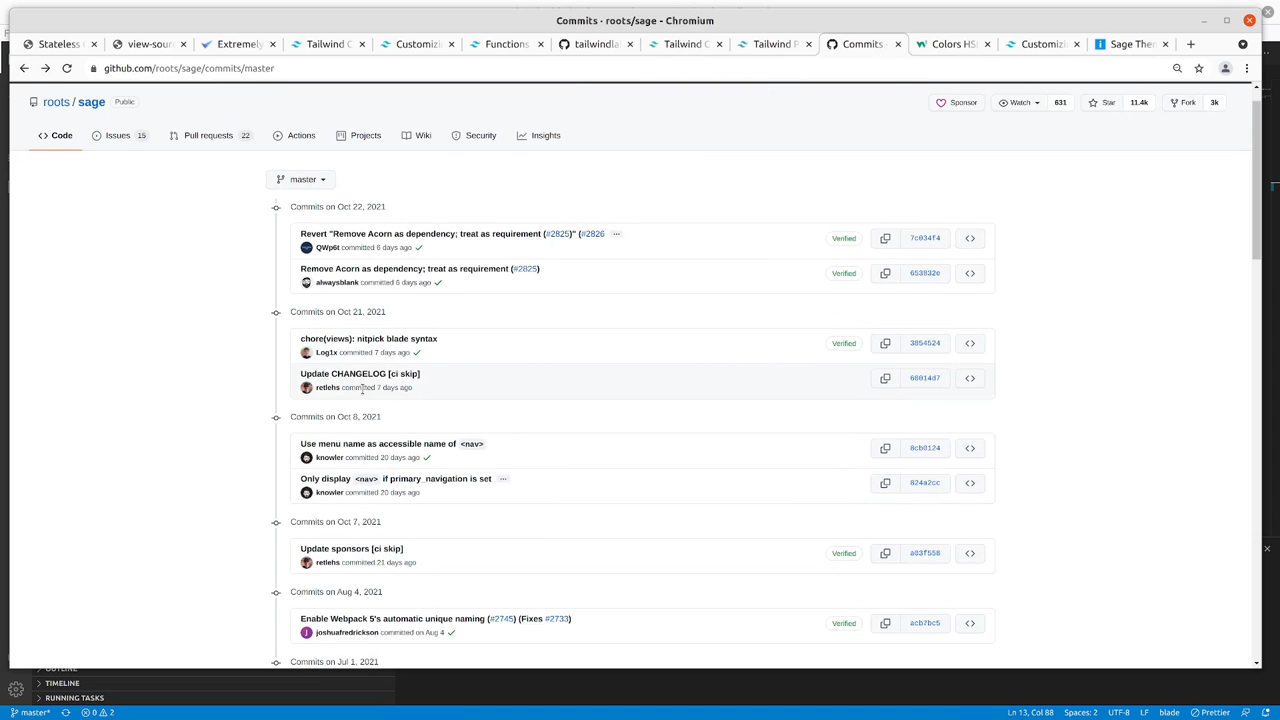 Commits · roots/sage - Chromium
Stateless
view-sour
Extremely
Tailwind C
Customizi
Functions
tailwindla
Tailwind C
Tailwind P
Commits
Colors HS
Customizi
Sage Them
github.com/roots/sage/commits/master
roots / sage Public
Sponsor
Watch 631
Star 11.4k
Fork 3k
Code
Issues 15
Pull requests 22
Actions
Projects
Wiki
Security
Insights
master
Commits on Oct 22, 2021
Revert "Remove Acorn as dependency; treat as requirement (#2825)" (#2826 ...
Verified 7c034f4
QWp6t committed 6 days ago
Remove Acorn as dependency; treat as requirement (#2825)
Verified 653832e
alwaysblank committed 6 days ago
Commits on Oct 21, 2021
chore(views): nitpick blade syntax
Verified 3854524
Log1x committed 7 days ago
Update CHANGELOG [ci skip]
66014d7
retlehs committed 7 days ago
Commits on Oct 8, 2021
Use menu name as accessible name of <nav>
8cb0124
knowler committed 20 days ago
Only display <nav> if primary_navigation is set ...
824a2cc
knowler committed 20 days ago
Commits on Oct 7, 2021
Update sponsors [ci skip]
Verified a03f558
retlehs committed 21 days ago
Commits on Aug 4, 2021
Enable Webpack 5's automatic unique naming (#2745) (Fixes #2733)
Verified acb7bc5
joshuafredrickson committed on Aug 4
Commits on Jul 1, 2021
OUTLINE
TIMELINE
RUNNING TASKS
master* 0 2 Ln 13, Col 88 Spaces: 2 UTF-8 LF blade Prettier